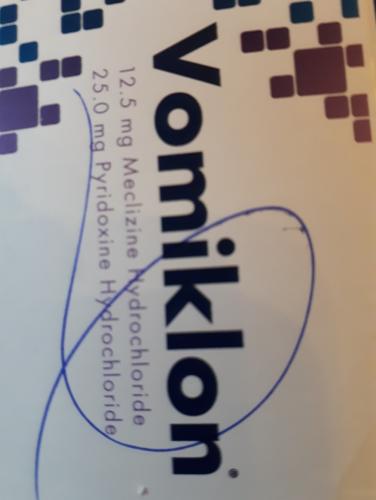 Vomiklon®
12.5 mg Meclizine Hydrochloride
25.0 mg Pyridoxine Hydrochloride